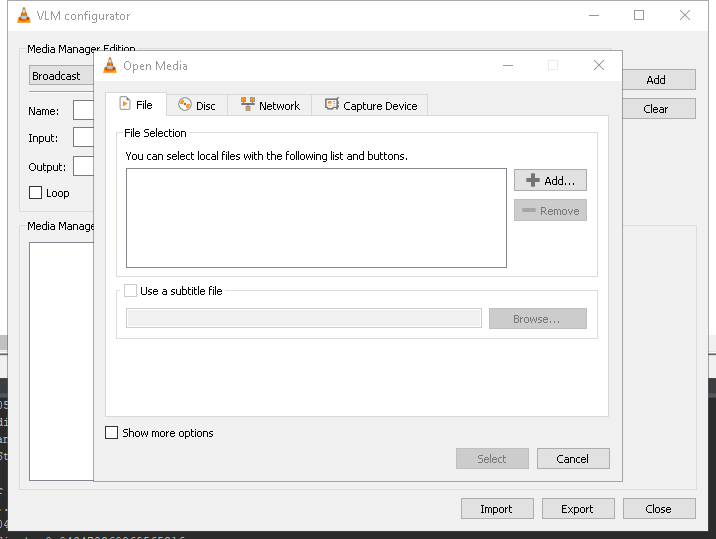 VLM configurator
Media Manager Edition
Open Media
Broadcast
Add
File
Disc
Network
Capture Device
Clear
Name:
File Selection
Input:
You can select local files with the following list and buttons.
Output:
Add...
Loop
Remove
Media Manage
Use a subtitle file
Browse...
Show more options
Select
Cancel
Import
Export
Close